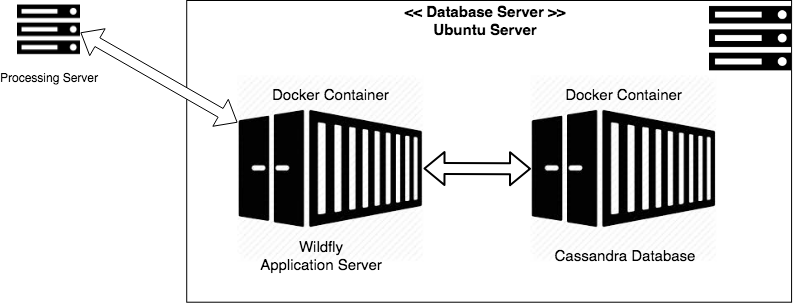 << Database Server >>
Ubuntu Server
Processing Server
Docker Container
Docker Container
Wildfly
Application Server
Cassandra Database